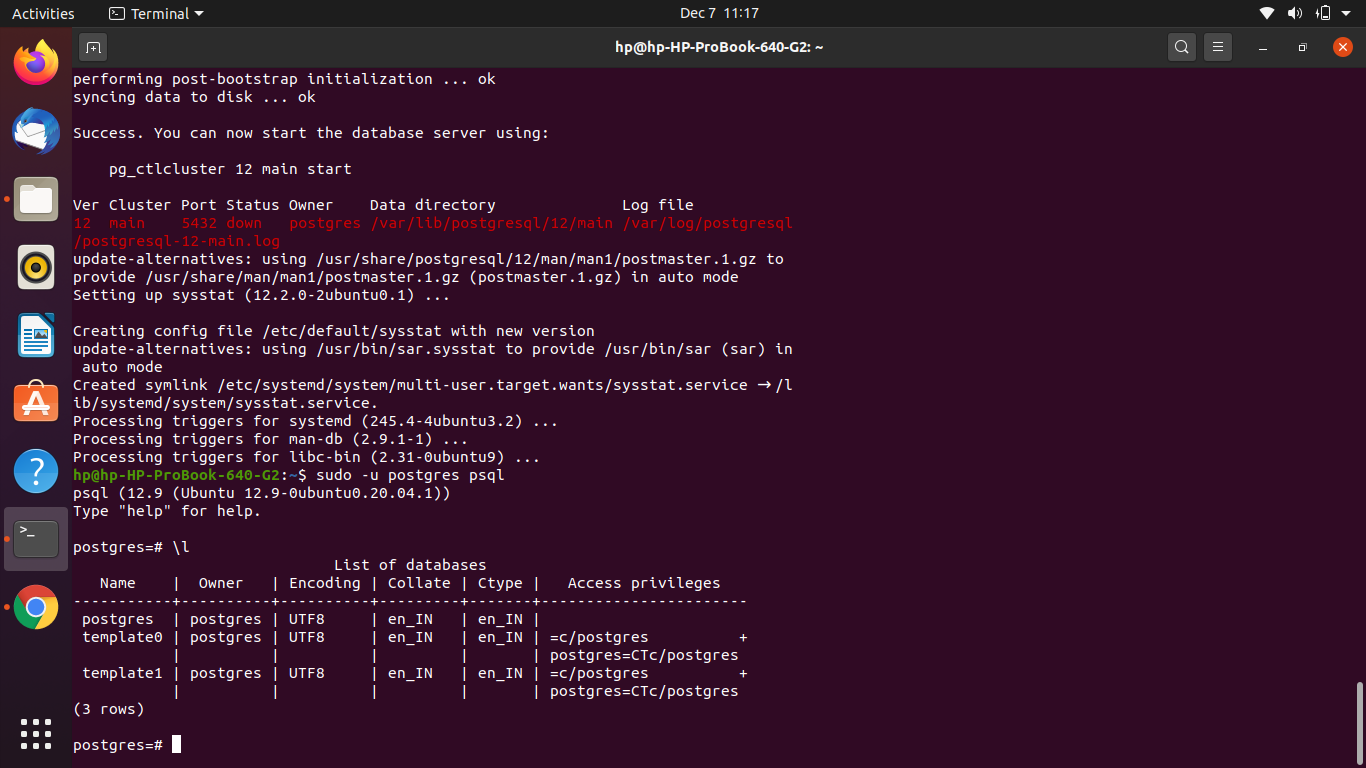 Activities
Terminal
Dec 7 11:17
hp@hp-HP-ProBook-640-G2: ~
performing post-bootstrap initialization ... ok
syncing data to disk ... ok
Success. You can now start the database server using:
    pg_ctlcluster 12 main start
Ver Cluster Port Status Owner    Data directory              Log file
12  main    5432 down   postgres /var/lib/postgresql/12/main /var/log/postgresql
/postgresql-12-main.log
update-alternatives: using /usr/share/postgresql/12/man/man1/postmaster.1.gz to
provide /usr/share/man/man1/postmaster.1.gz (postmaster.1.gz) in auto mode
Setting up sysstat (12.2.0-2ubuntu0.1) ...
Creating config file /etc/default/sysstat with new version
update-alternatives: using /usr/bin/sar.sysstat to provide /usr/bin/sar (sar) in
 auto mode
Created symlink /etc/systemd/system/multi-user.target.wants/sysstat.service → /l
ib/systemd/system/sysstat.service.
Processing triggers for systemd (245.4-4ubuntu3.2) ...
Processing triggers for man-db (2.9.1-1) ...
Processing triggers for libc-bin (2.31-0ubuntu9) ...
hp@hp-HP-ProBook-640-G2:~$ sudo -u postgres psql
psql (12.9 (Ubuntu 12.9-0ubuntu0.20.04.1))
Type "help" for help.
postgres=# \l
                             List of databases
   Name    |  Owner   | Encoding | Collate | Ctype |   Access privileges
-----------+----------+----------+---------+-------+-----------------------
 postgres  | postgres | UTF8     | en_IN   | en_IN |
 template0 | postgres | UTF8     | en_IN   | en_IN | =c/postgres          +
           |          |          |         |       | postgres=CTc/postgres
 template1 | postgres | UTF8     | en_IN   | en_IN | =c/postgres          +
           |          |          |         |       | postgres=CTc/postgres
(3 rows)
postgres=#